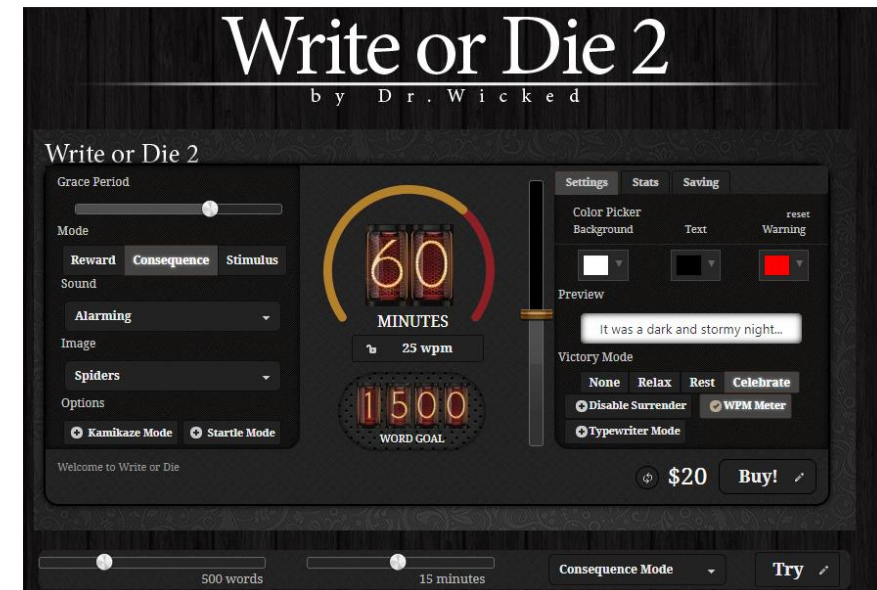 Write or Die 2
by Dr.Wicked
Write or Die 2
Grace Period
Mode
Reward Consequence Stimulus
Sound
Alarming
Image
Spiders
Options
Kamikaze Mode Startle Mode
60
MINUTES
25 wpm
1500
WORD GOAL
Settings Stats Saving
Color Picker reset
Background Text Warning
Preview
It was a dark and stormy night...
Victory Mode
None Relax Rest Celebrate
Disable Surrender WPM Meter
Typewriter Mode
Welcome to Write or Die
$20 Buy!
500 words 15 minutes Consequence Mode Try